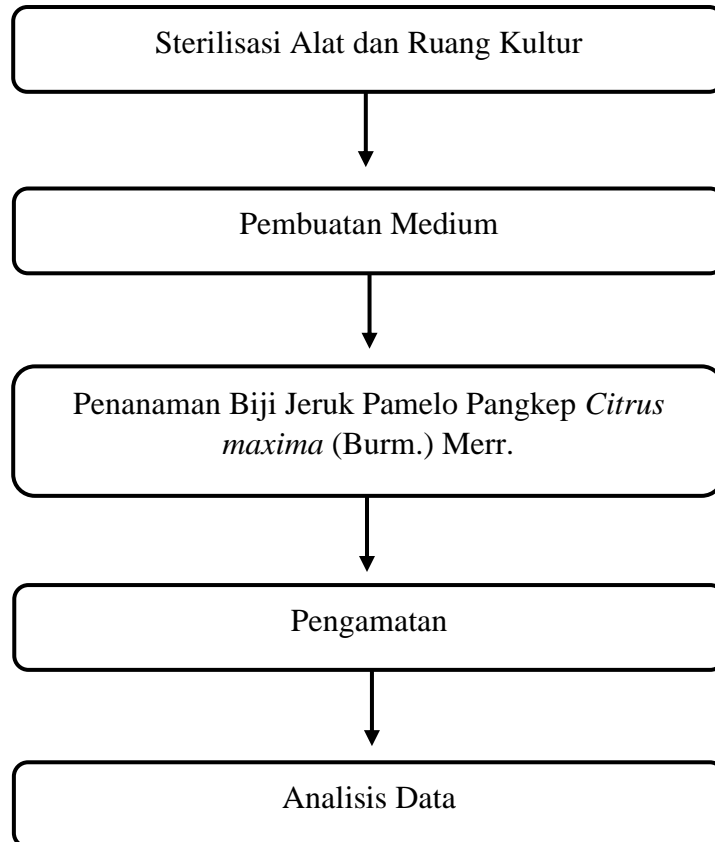 Sterilisasi Alat dan Ruang Kultur
Pembuatan Medium
Penanaman Biji Jeruk Pamelo Pangkep Citrus
maxima (Burm.) Merr.
Pengamatan
Analisis Data